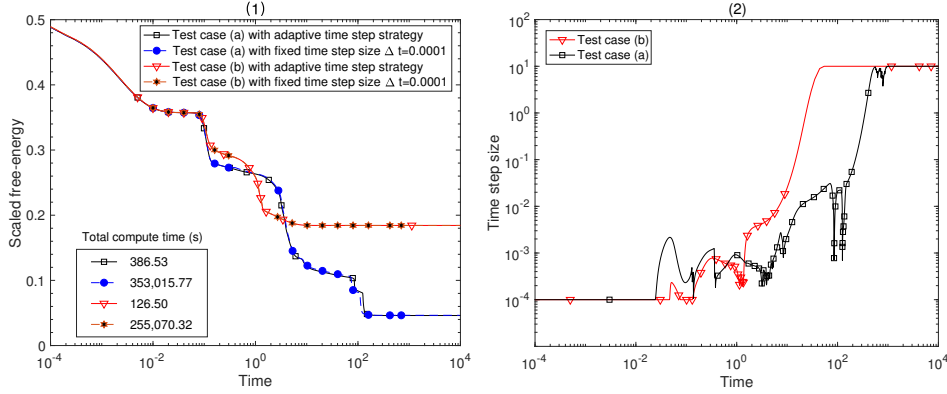 (1)
Test case (a) with adaptive time step strategy
Test case (a) with fixed time step size Δ t=0.0001
Test case (b) with adaptive time step strategy
Test case (b) with fixed time step size Δ t=0.0001
Scaled free-energy
0.5
0.4
0.3
0.2
0.1
0
Total compute time (s)
386.53
353,015.77
126.50
255,070.32
10^-4
10^-2
10^0
10^2
10^4
Time
(2)
Test case (b)
Test case (a)
Time step size
10^2
10^1
10^0
10^-1
10^-2
10^-3
10^-4
10^-5
10^-4
10^-2
10^0
10^2
10^4
Time